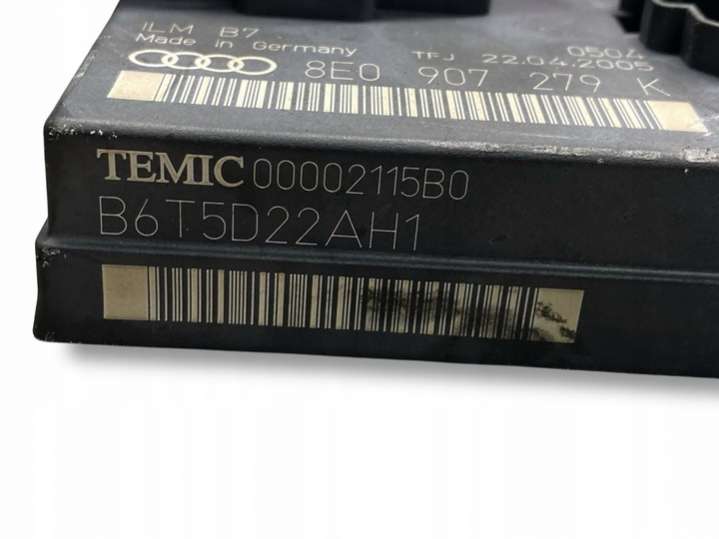 ILM B7
0504
Made in Germany
TFJ 22.04.2005
8E0 907 279 K
TEMIC 00002115B0
B6T5D22AH1